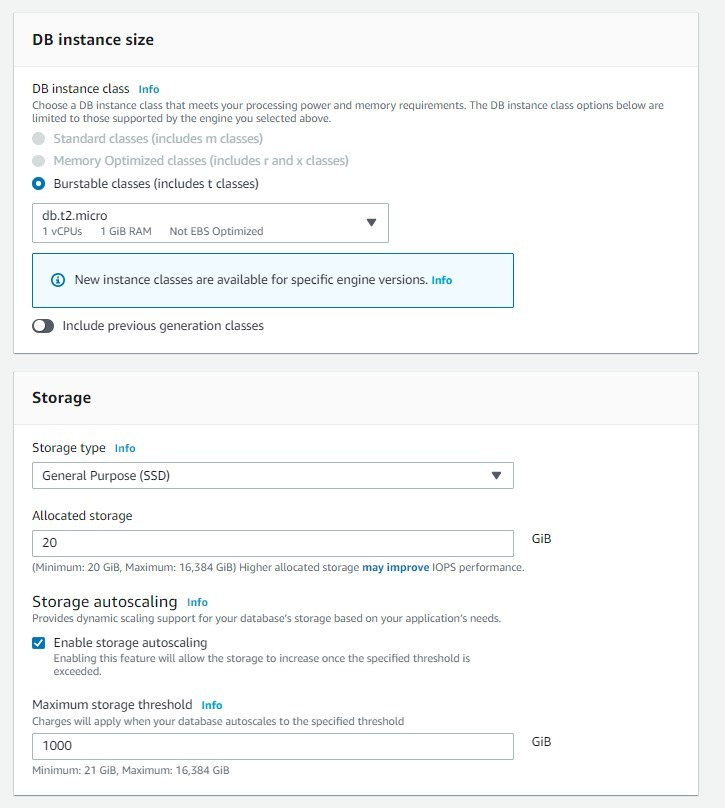 DB instance size
DB instance class Info
Choose a DB instance class that meets your processing power and memory requirements. The DB instance class options below are
limited to those supported by the engine you selected above.
Standard classes (includes m classes)
Memory Optimized classes (includes r and x classes)
Burstable classes (includes t classes)
db.t2.micro
1 vCPUs 1 GiB RAM Not EBS Optimized
New instance classes are available for specific engine versions. Info
Include previous generation classes
Storage
Storage type Info
General Purpose (SSD)
Allocated storage
20
GiB
(Minimum: 20 GiB, Maximum: 16,384 GiB) Higher allocated storage may improve IOPS performance.
Storage autoscaling Info
Provides dynamic scaling support for your database's storage based on your application's needs.
Enable storage autoscaling
Enabling this feature will allow the storage to increase once the specified threshold is
exceeded.
Maximum storage threshold Info
Charges will apply when your database autoscales to the specified threshold
1000
GiB
Minimum: 21 GiB, Maximum: 16,384 GiB